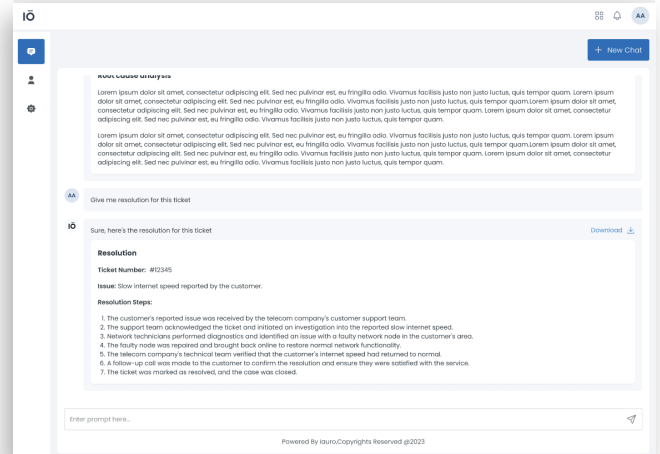 IŌ
AA
+ New Chat
Root cause analysis
Lorem ipsum dolor sit amet, consectetur adipiscing elit. Sed nec pulvinar est, eu fringilla odio. Vivamus facilisis justo non justo luctus, quis tempor quam. Lorem ipsum
dolor sit amet, consectetur adipiscing elit. Sed nec pulvinar est, eu fringilla odio. Vivamus facilisis justo non justo luctus, quis tempor quam.Lorem ipsum dolor sit amet,
consectetur adipiscing elit. Sed nec pulvinar est, eu fringilla odio. Vivamus facilisis justo non justo luctus, quis tempor quam. Lorem ipsum dolor sit amet, consectetur
adipiscing elit. Sed nec pulvinar est, eu fringilla odio. Vivamus facilisis justo non justo luctus, quis tempor quam.
Lorem ipsum dolor sit amet, consectetur adipiscing elit. Sed nec pulvinar est, eu fringilla odio. Vivamus facilisis justo non justo luctus, quis tempor quam. Lorem ipsum
dolor sit amet, consectetur adipiscing elit. Sed nec pulvinar est, eu fringilla odio. Vivamus facilisis justo non justo luctus, quis tempor quam.Lorem ipsum dolor sit amet,
consectetur adipiscing elit. Sed nec pulvinar est, eu fringilla odio. Vivamus facilisis justo non justo luctus, quis tempor quam. Lorem ipsum dolor sit amet, consectetur
adipiscing elit. Sed nec pulvinar est, eu fringilla odio. Vivamus facilisis justo non justo luctus, quis tempor quam.
AA
Give me resolution for this ticket
IŌ
Sure, here's the resolution for this ticket
Download
Resolution
Ticket Number: #12345
Issue: Slow internet speed reported by the customer.
Resolution Steps:
1. The customer's reported issue was received by the telecom company's customer support team.
2. The support team acknowledged the ticket and initiated an investigation into the reported slow internet speed.
3. Network technicians performed diagnostics and identified an issue with a faulty network node in the customer's area.
4. The faulty node was repaired and brought back online to restore normal network functionality.
5. The telecom company's technical team verified that the customer's internet speed had returned to normal.
6. A follow-up call was made to the customer to confirm the resolution and ensure they were satisfied with the service.
7. The ticket was marked as resolved, and the case was closed.
Enter prompt here...
Powered By Iauro,Copyrights Reserved @2023